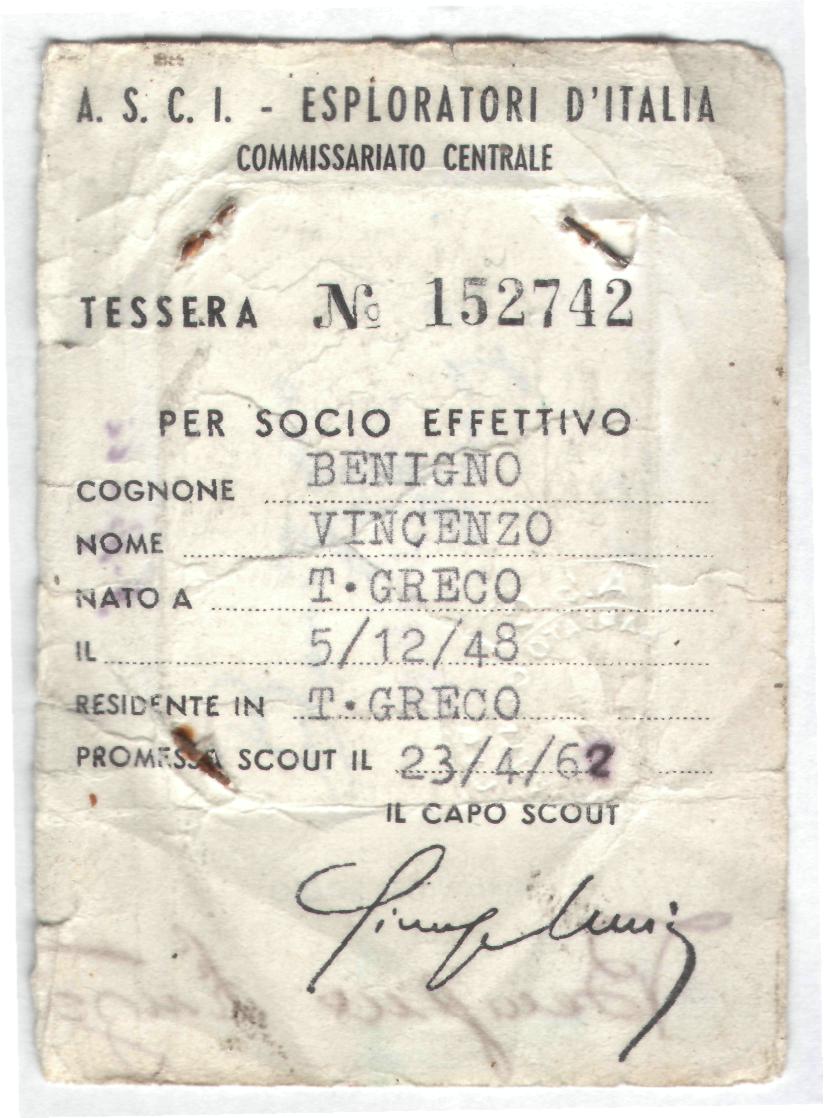 A. S. C. I. - ESPLORATORI D'ITALIA
COMMISSARIATO CENTRALE
TESSERA No 152742
PER SOCIO EFFETTIVO
COGNONE BENIGNO
NOME VINCENZO
NATO A T.GRECO
IL 5/12/48
RESIDENTE IN T.GRECO
PROMESSA SCOUT IL 23/4/62
IL CAPO SCOUT